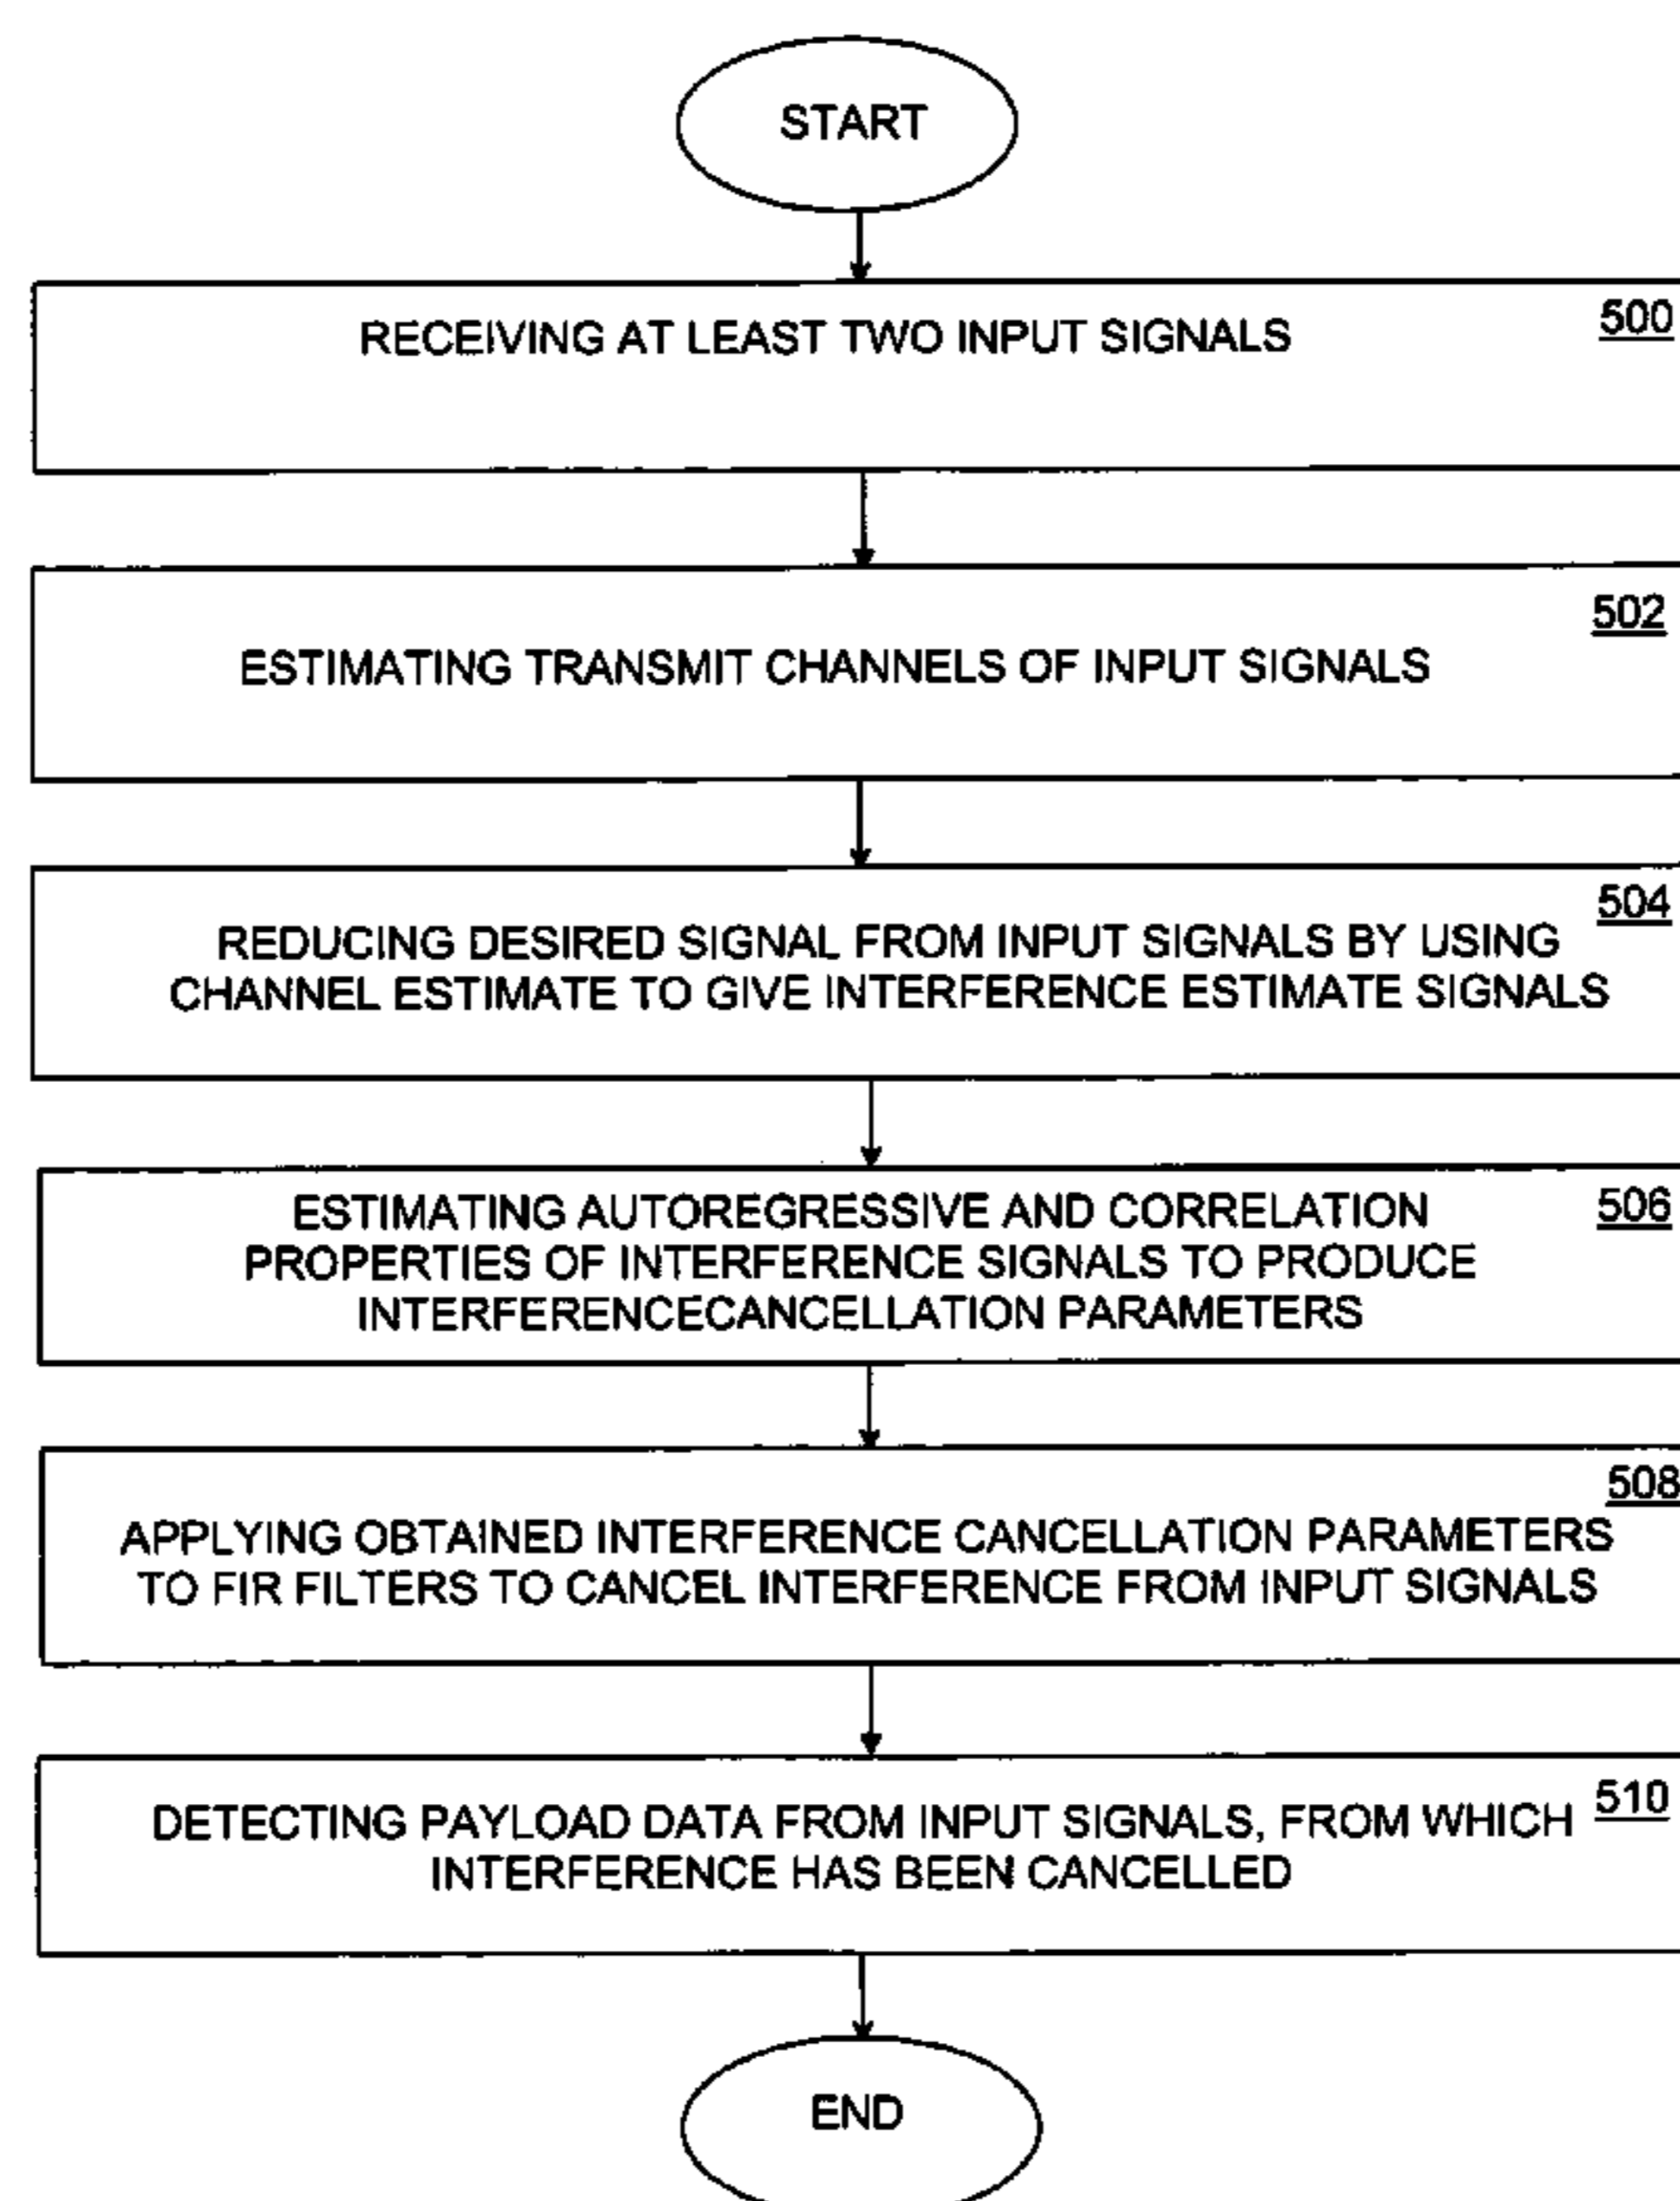 START
RECEIVING AT LEAST TWO INPUT SIGNALS
500
502
ESTIMATING TRANSMIT CHANNELS OF INPUT SIGNALS
504
REDUCING DESIRED SIGNAL FROM INPUT SIGNALS BY USING
CHANNEL ESTIMATE TO GIVE INTERFERENCE ESTIMATE SIGNALS
506
ESTIMATING AUTOREGRESSIVE AND CORRELATION
PROPERTIES OF INTERFERENCE SIGNALS TO PRODUCE
INTERFERENCECANCELLATION PARAMETERS
508
APPLYING OBTAINED INTERFERENCE CANCELLATION PARAMETERS
TO FIR FILTERS TO CANCEL INTERFERENCE FROM INPUT SIGNALS
510
DETECTING PAYLOAD DATA FROM INPUT SIGNALS, FROM WHICH
INTERFERENCE HAS BEEN CANCELLED
END